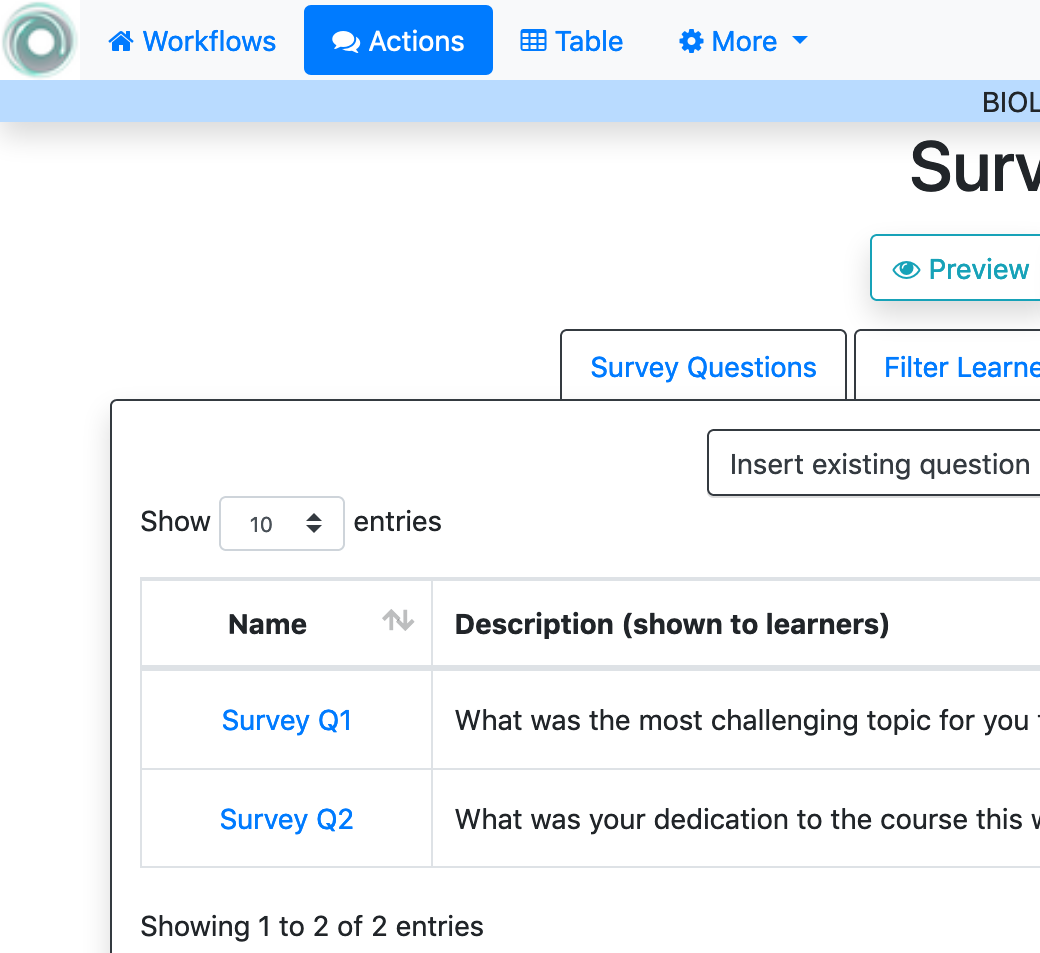 Workflows Actions Table More
BIOL
Surv
Preview
Survey Questions Filter Learne
Insert existing question
Show 10 entries
Name Description (shown to learners)
Survey Q1 What was the most challenging topic for you
Survey Q2 What was your dedication to the course this
Showing 1 to 2 of 2 entries